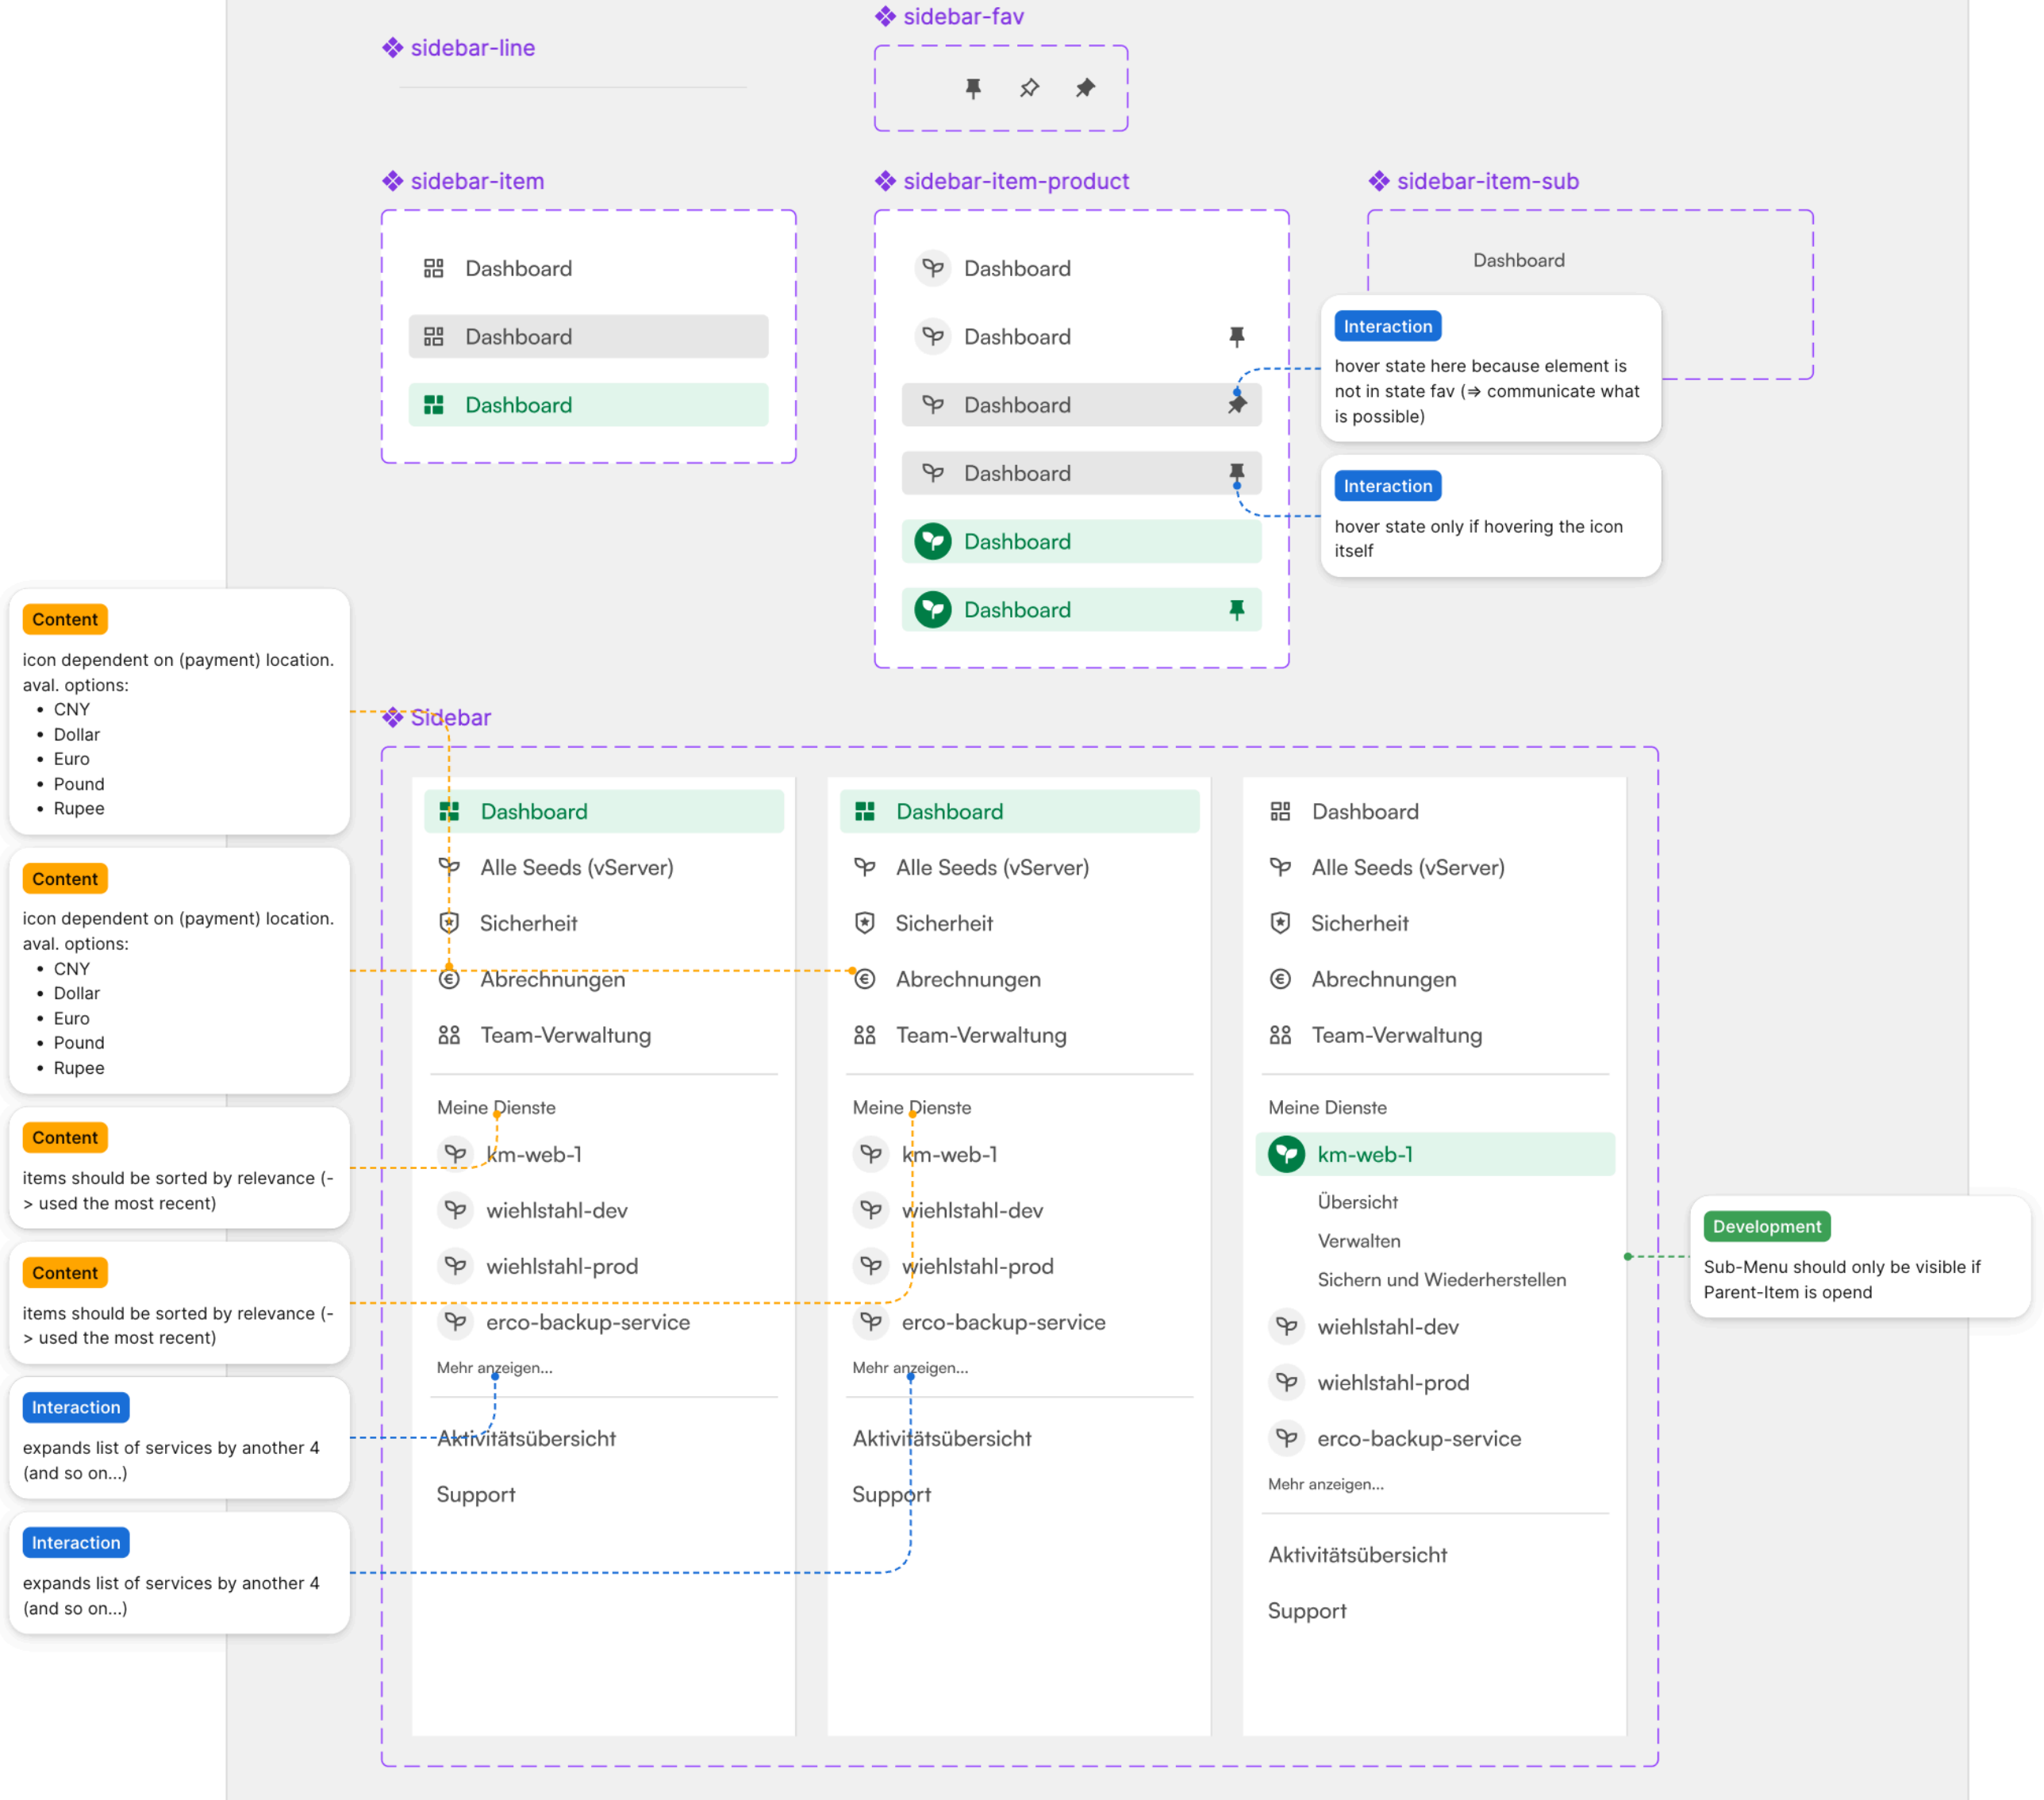 sidebar-fav
sidebar-line
sidebar-item
Dashboard
Dashboard
Dashboard
sidebar-item-product
Dashboard
Dashboard
Dashboard
Dashboard
Dashboard
Dashboard
sidebar-item-sub
Dashboard
Interaction
hover state here because element is
not in state fav (⇒ communicate what
is possible)
Interaction
hover state only if hovering the icon
itself
Content
icon dependent on (payment) location.
aval. options:
• CNY
• Dollar
• Euro
• Pound
• Rupee
Content
icon dependent on (payment) location.
aval. options:
• CNY
• Dollar
• Euro
• Pound
• Rupee
Content
items should be sorted by relevance (-
> used the most recent)
Content
items should be sorted by relevance (-
> used the most recent)
Interaction
expands list of services by another 4
(and so on...)
Interaction
expands list of services by another 4
(and so on...)
Sidebar
Dashboard
Alle Seeds (vServer)
Sicherheit
Abrechnungen
Team-Verwaltung
Meine Dienste
km-web-1
wiehlstahl-dev
wiehlstahl-prod
erco-backup-service
Mehr anzeigen...
Aktivitätsübersicht
Support
Dashboard
Alle Seeds (vServer)
Sicherheit
Abrechnungen
Team-Verwaltung
Meine Dienste
km-web-1
wiehlstahl-dev
wiehlstahl-prod
erco-backup-service
Mehr anzeigen...
Aktivitätsübersicht
Support
Dashboard
Alle Seeds (vServer)
Sicherheit
Abrechnungen
Team-Verwaltung
Meine Dienste
km-web-1
Übersicht
Verwalten
Sichern und Wiederherstellen
wiehlstahl-dev
wiehlstahl-prod
erco-backup-service
Mehr anzeigen...
Aktivitätsübersicht
Support
Development
Sub-Menu should only be visible if
Parent-Item is opend